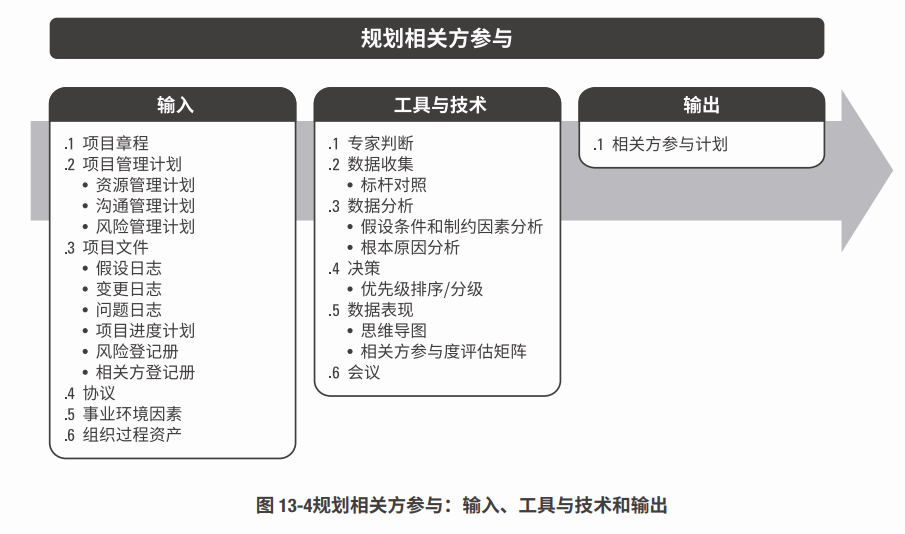 规划相关方参与
输入
.1 项目章程
.2 项目管理计划
• 资源管理计划
• 沟通管理计划
• 风险管理计划
.3 项目文件
• 假设日志
• 变更日志
• 问题日志
• 项目进度计划
• 风险登记册
• 相关方登记册
.4 协议
.5 事业环境因素
.6 组织过程资产
工具与技术
.1 专家判断
.2 数据收集
• 标杆对照
.3 数据分析
• 假设条件和制约因素分析
• 根本原因分析
.4 决策
• 优先级排序/分级
.5 数据表现
• 思维导图
• 相关方参与度评估矩阵
.6 会议
输出
.1 相关方参与计划
图 13-4规划相关方参与：输入、工具与技术和输出